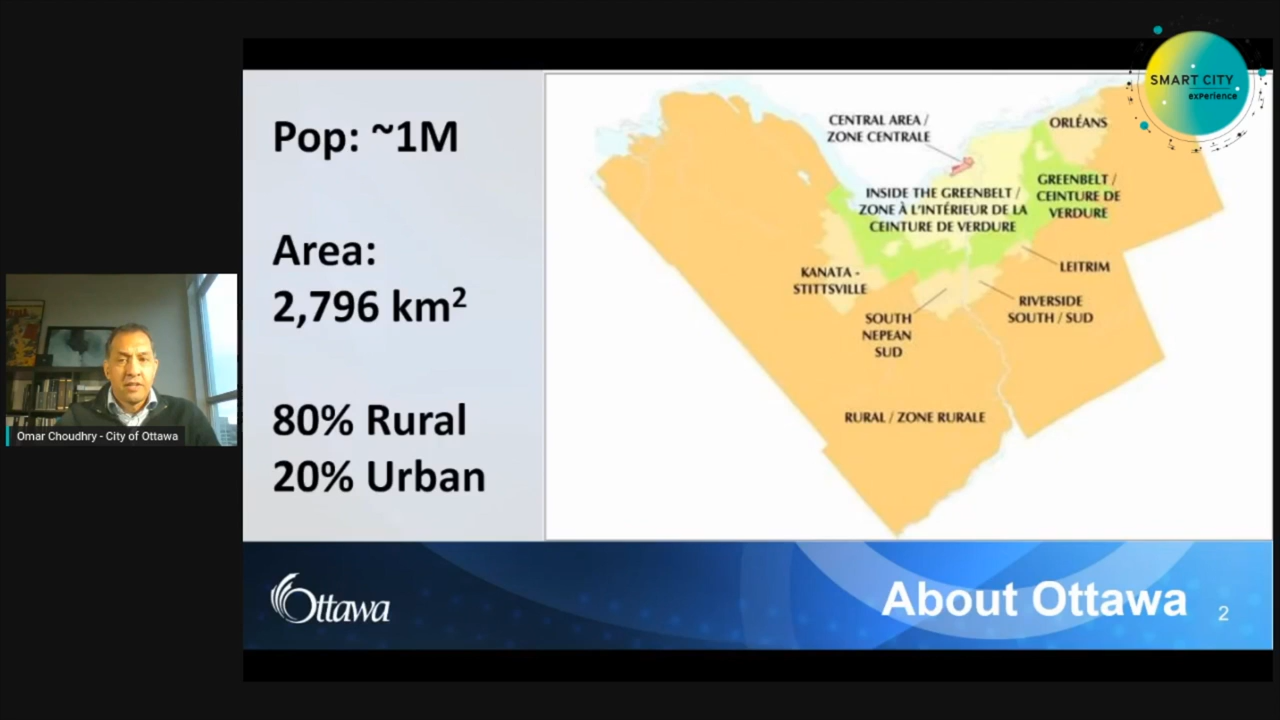 SMART CITY
exPerience
Pop: ~1M
Area:
2,796 km²
80% Rural
20% Urban
CENTRAL AREA /
ZONE CENTRALE
ORLÉANS
INSIDE THE GREENBELT /
ZONE À L'INTÉRIEUR DE LA
CEINTURE DE VERDURE
GREENBELT /
CEINTURE DE
VERDURE
KANATA -
STITTSVILLE
LEITRIM
SOUTH
NEPEAN
SUD
RIVERSIDE
SOUTH / SUD
RURAL / ZONE RURALE
Omar Choudhry - City of Ottawa
Ottawa
About Ottawa
2